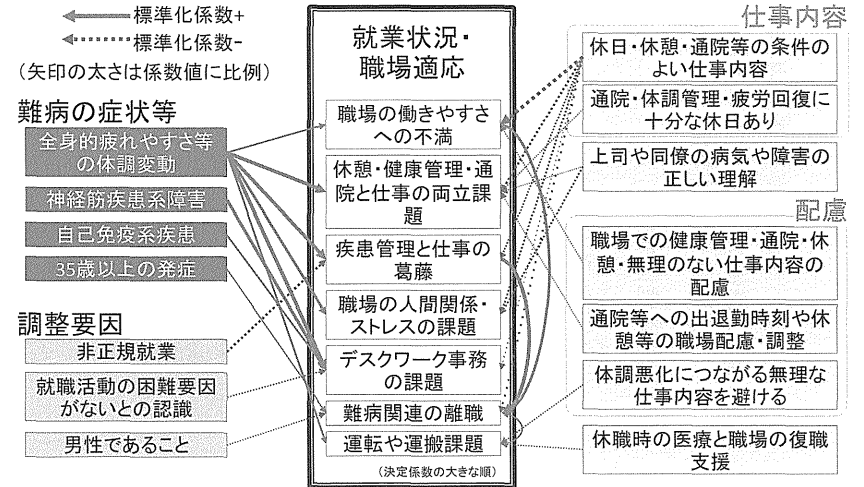 標準化係数+
標準化係数-
(矢印の太さは係数値に比例)
難病の症状等
全身的疲れやすさ等
の体調変動
神経筋疾患系障害
自己免疫系疾患
35歳以上の発症
調整要因
非正規就業
就職活動の困難要因
がないとの認識
男性であること
就業状況・
職場適応
職場の働きやすさ
への不満
休憩・健康管理・通
院と仕事の両立課
題
疾患管理と仕事の
葛藤
職場の人間関係・
ストレスの課題
デスクワーク事務
の課題
難病関連の離職
運転や運搬課題
(決定係数の大きな順)
仕事内容
休日・休憩・通院等の条件の
よい仕事内容
通院・体調管理・疲労回復に
十分な休日あり
上司や同僚の病気や障害の
正しい理解
配慮
職場での健康管理・通院・休
憩・無理のない仕事内容の
配慮
通院等への出退勤時刻や休
憩等の職場配慮・調整
体調悪化につながる無理な
仕事内容を避ける
休職時の医療と職場の復職
支援